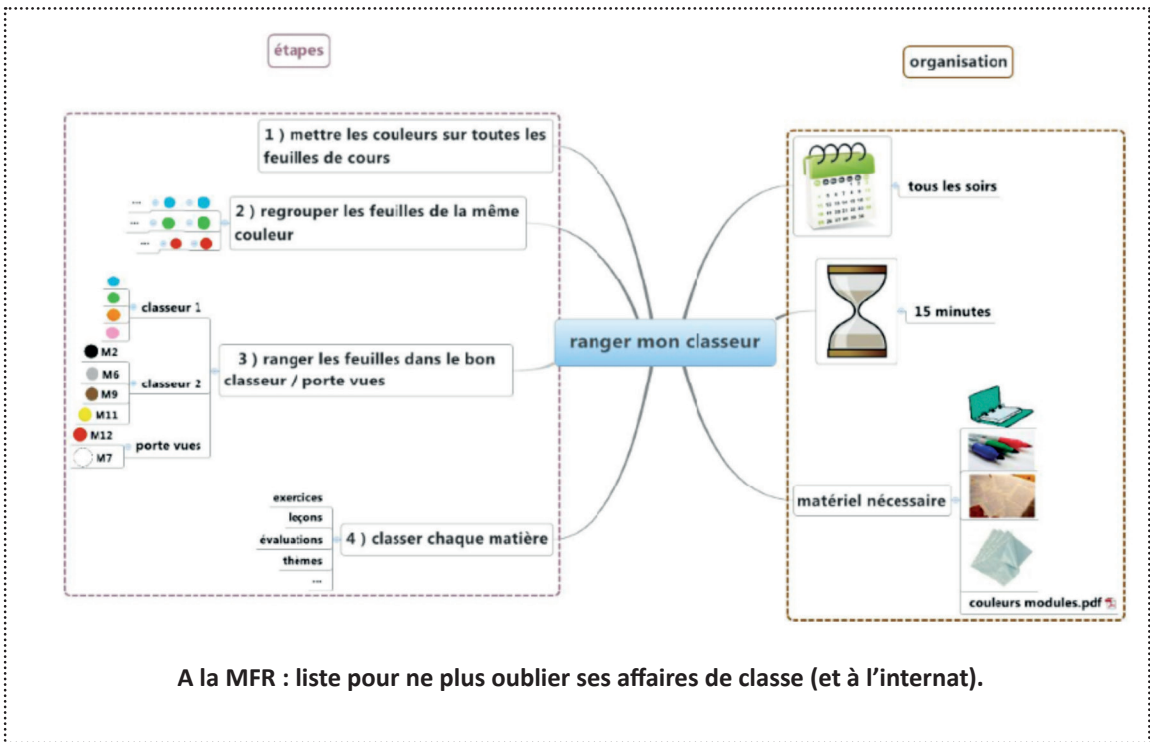 étapes
organisation
1 ) mettre les couleurs sur toutes les
feuilles de cours
...
...
...
2 ) regrouper les feuilles de la même
couleur
classeur 1
M2
M6
M9
M11
classeur 2
M12
M7
porte vues
3 ) ranger les feuilles dans le bon
classeur / porte vues
exercices
leçons
évaluations
thèmes
...
4 ) classer chaque matière
ranger mon classeur
tous les soirs
15 minutes
matériel nécessaire
couleurs modules.pdf
A la MFR : liste pour ne plus oublier ses affaires de classe (et à l’internat).